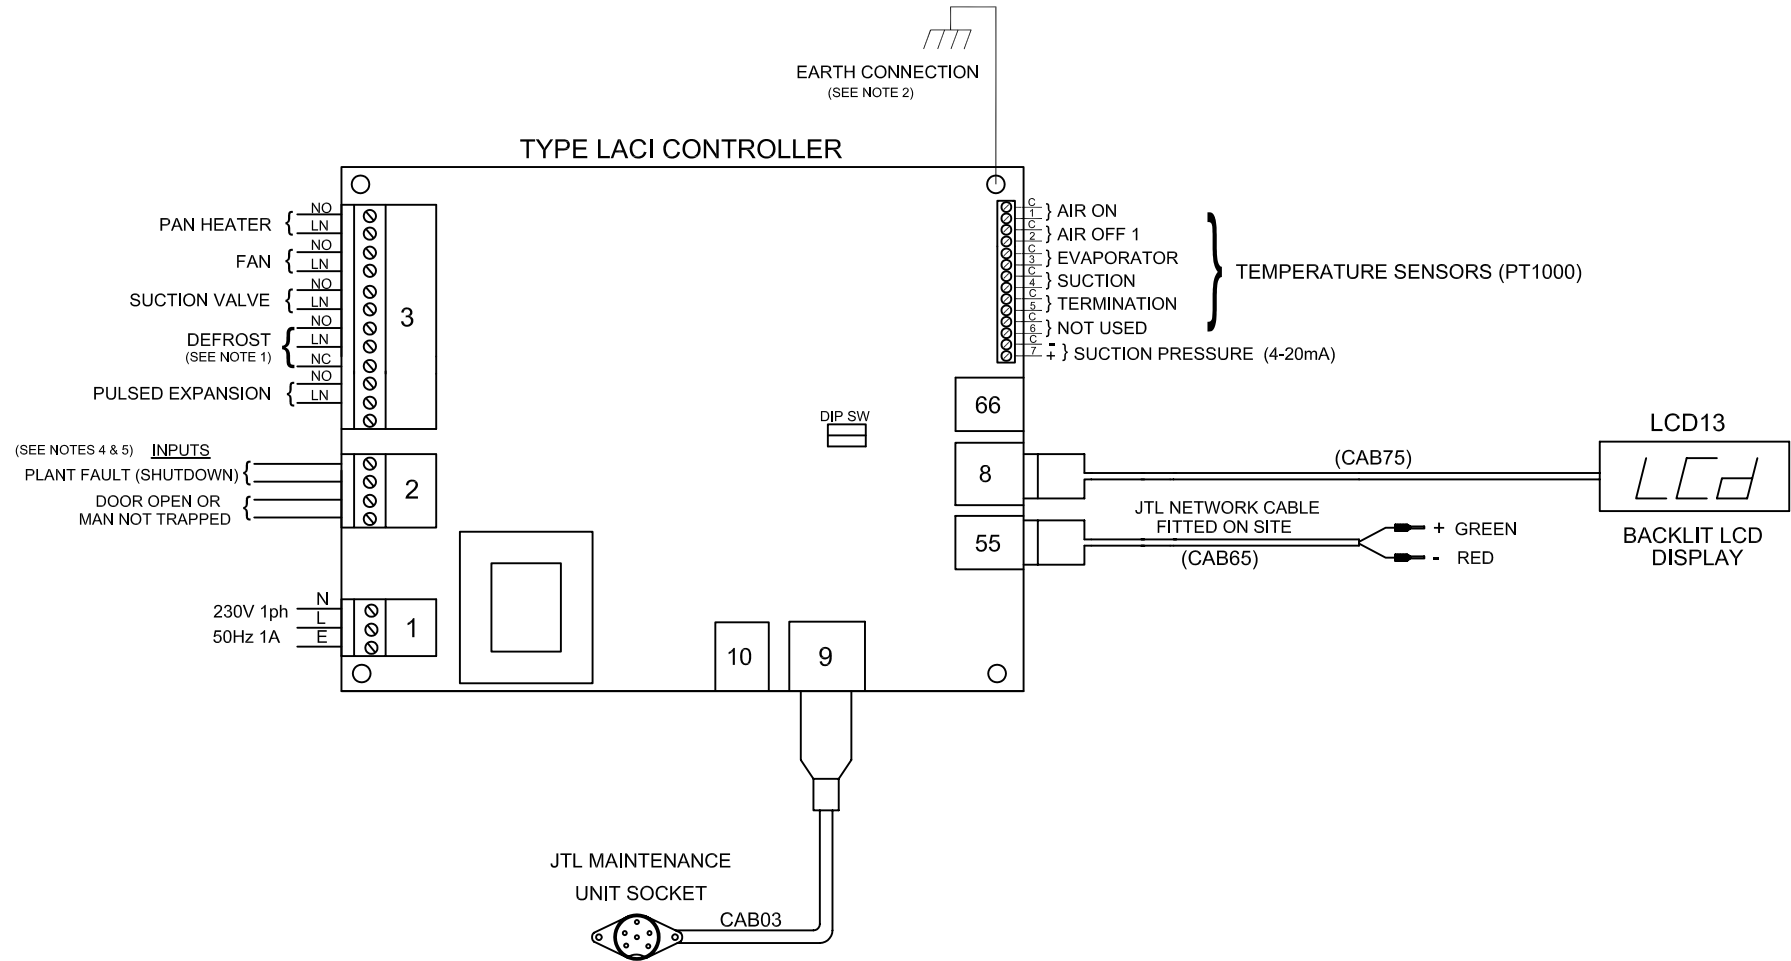 EARTH CONNECTION
(SEE NOTE 2)
TYPE LACI CONTROLLER
PAN HEATER
NO
LN
FAN
NO
LN
SUCTION VALVE
NO
LN
DEFROST
(SEE NOTE 1)
NO
LN
NC
PULSED EXPANSION
NO
LN
3
(SEE NOTES 4 & 5) INPUTS
PLANT FAULT (SHUTDOWN)
DOOR OPEN OR
MAN NOT TRAPPED
2
230V 1ph
50Hz 1A
N
L
E
1
DIP SW
C
1
AIR ON
C
2
AIR OFF 1
C
3
EVAPORATOR
C
4
SUCTION
C
5
TERMINATION
C
6
NOT USED
C -
7 +
SUCTION PRESSURE (4-20mA)
TEMPERATURE SENSORS (PT1000)
66
8
(CAB75)
LCD13
LCd
BACKLIT LCD
DISPLAY
55
JTL NETWORK CABLE
FITTED ON SITE
(CAB65)
+ GREEN
- RED
10
9
JTL MAINTENANCE
UNIT SOCKET
CAB03